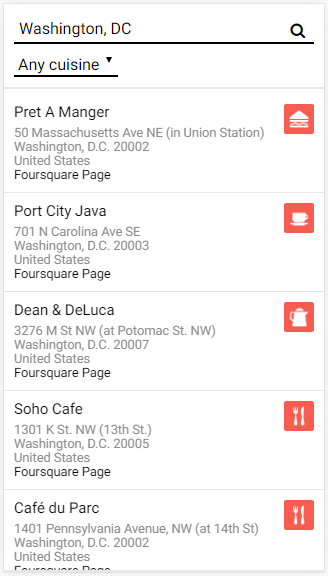 Washington, DC
Any cuisine
Pret A Manger
50 Massachusetts Ave NE (in Union Station)
Washington, D.C. 20002
United States
Foursquare Page
Port City Java
701 N Carolina Ave SE
Washington, D.C. 20003
United States
Foursquare Page
Dean & DeLuca
3276 M St NW (at Potomac St. NW)
Washington, D.C. 20007
United States
Foursquare Page
Soho Cafe
1301 K St. NW (13th St.)
Washington, D.C. 20005
United States
Foursquare Page
Café du Parc
1401 Pennsylvania Avenue, NW (at 14th St)
Washington, D.C. 20002
United States
Foursquare Page